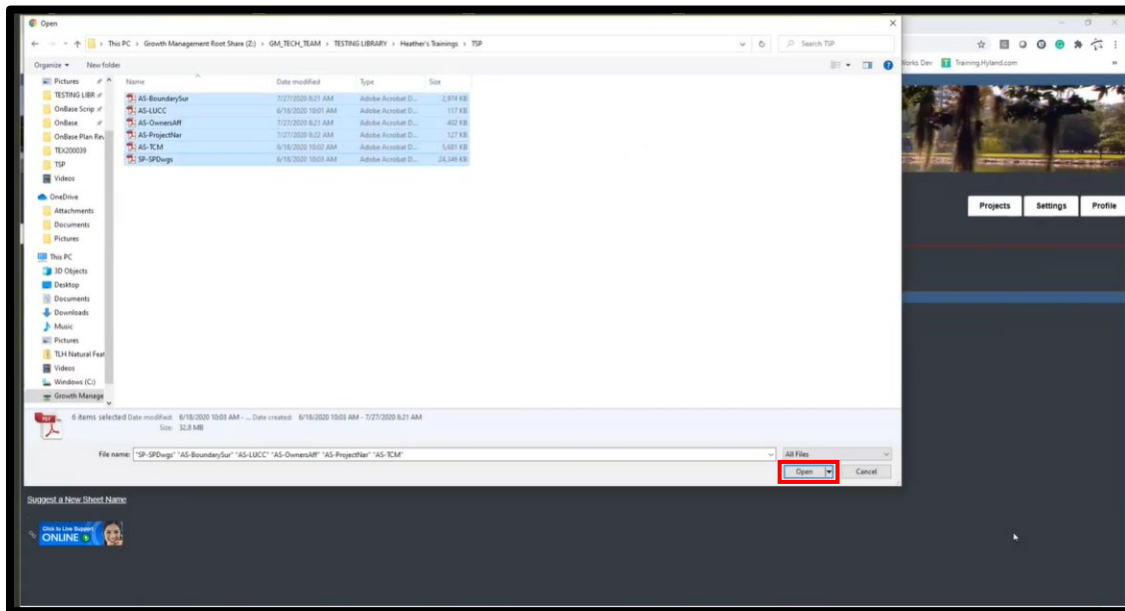 Open
This PC > Growth Management Root Share (Z:) > GM_TECH_TEAM > TESTING LIBRARY > Heather's Trainings > TSP
Search TSP
Organize New folder
Works Dev Training.Hyland.com
Name Date modified Type Size
Pictures
TESTING LIBR
OnBase Scrip
OnBase
OnBase Plan Rev
TEX200039
TSP
Videos
OneDrive
Attachments
Documents
Pictures
This PC
3D Objects
Desktop
Documents
Downloads
Music
Pictures
TLH Natural Feat
Videos
Windows (C:)
Growth Manage
AS-BoundarySur 7/27/2020 8:21 AM Adobe Acrobat D... 2,974 KB
AS-LUCC 6/18/2020 10:01 AM Adobe Acrobat D... 117 KB
AS-OwnersAff 7/27/2020 8:21 AM Adobe Acrobat D... 402 KB
AS-ProjectNar 7/27/2020 8:22 AM Adobe Acrobat D... 127 KB
AS-TCM 6/18/2020 10:02 AM Adobe Acrobat D... 5,681 KB
SP-SPDwgs 6/18/2020 10:03 AM Adobe Acrobat D... 24,346 KB
Projects Settings Profile
PDF
6 items selected Date modified: 6/18/2020 10:03 AM - ... Date created: 6/18/2020 10:03 AM - 7/27/2020 8:21 AM
Size: 32.8 MB
File name: "SP-SPDwgs" "AS-BoundarySur" "AS-LUCC" "AS-OwnersAff" "AS-ProjectNar" "AS-TCM"
All Files
Open Cancel
Suggest a New Sheet Name
Click to Live Support
ONLINE